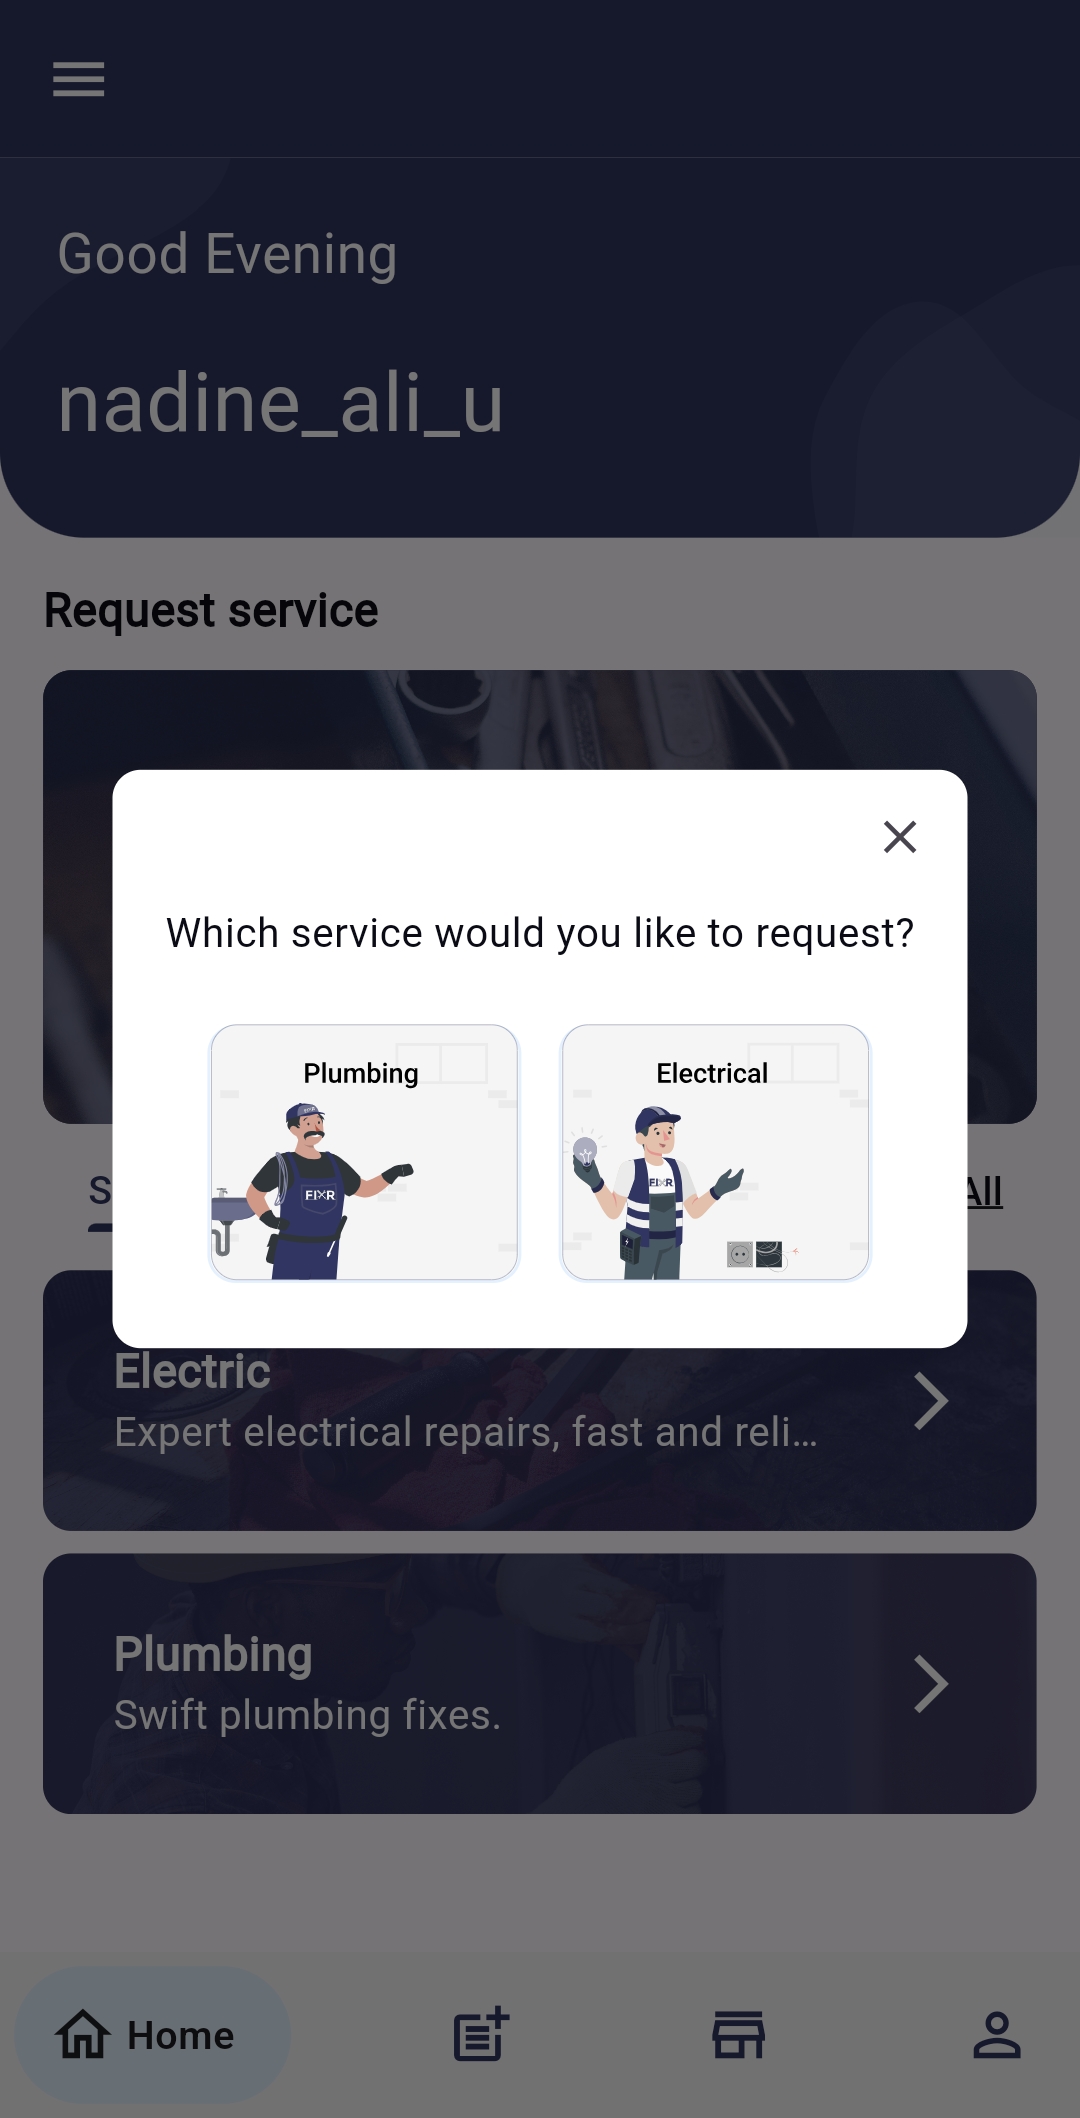 Good Evening
nadine_ali_u
Request service
Which service would you like to request?
Plumbing
Electrical
FIXR
FIXR
All
Electric
Expert electrical repairs, fast and reli...
Plumbing
Swift plumbing fixes.
Home